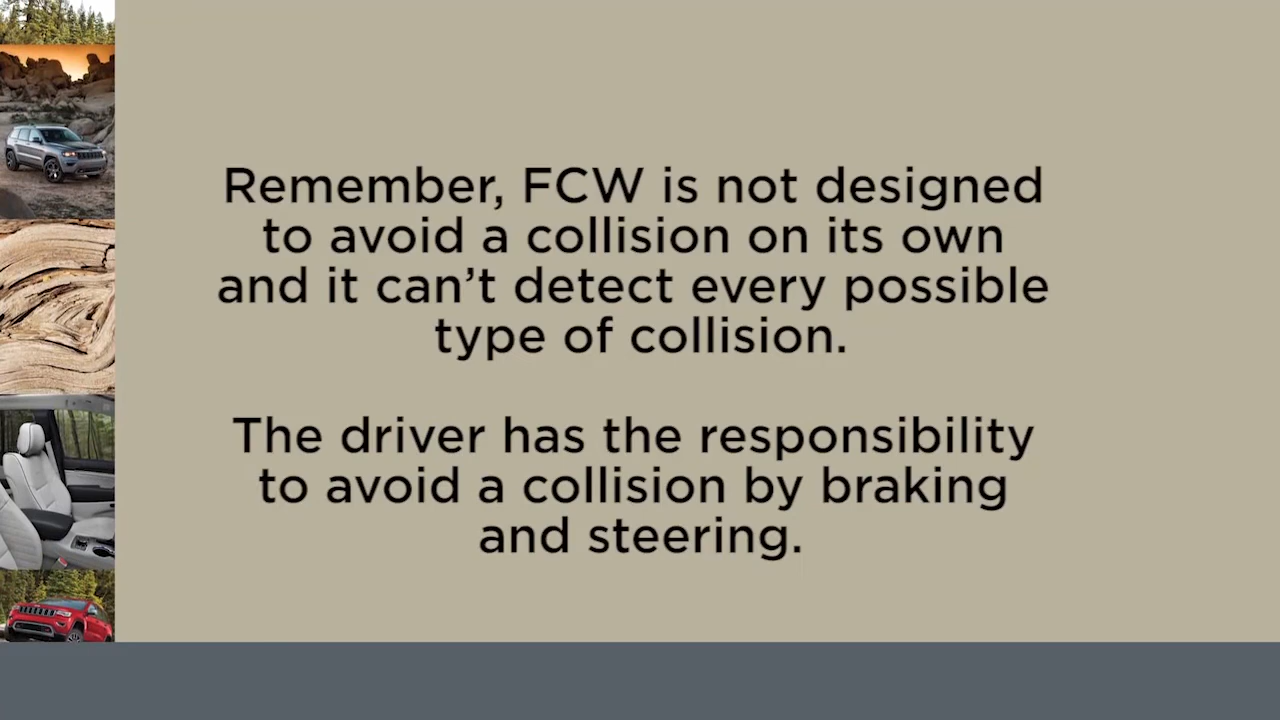 Remember, FCW is not designed
to avoid a collision on its own
and it can’t detect every possible
type of collision.
The driver has the responsibility
to avoid a collision by braking
and steering.